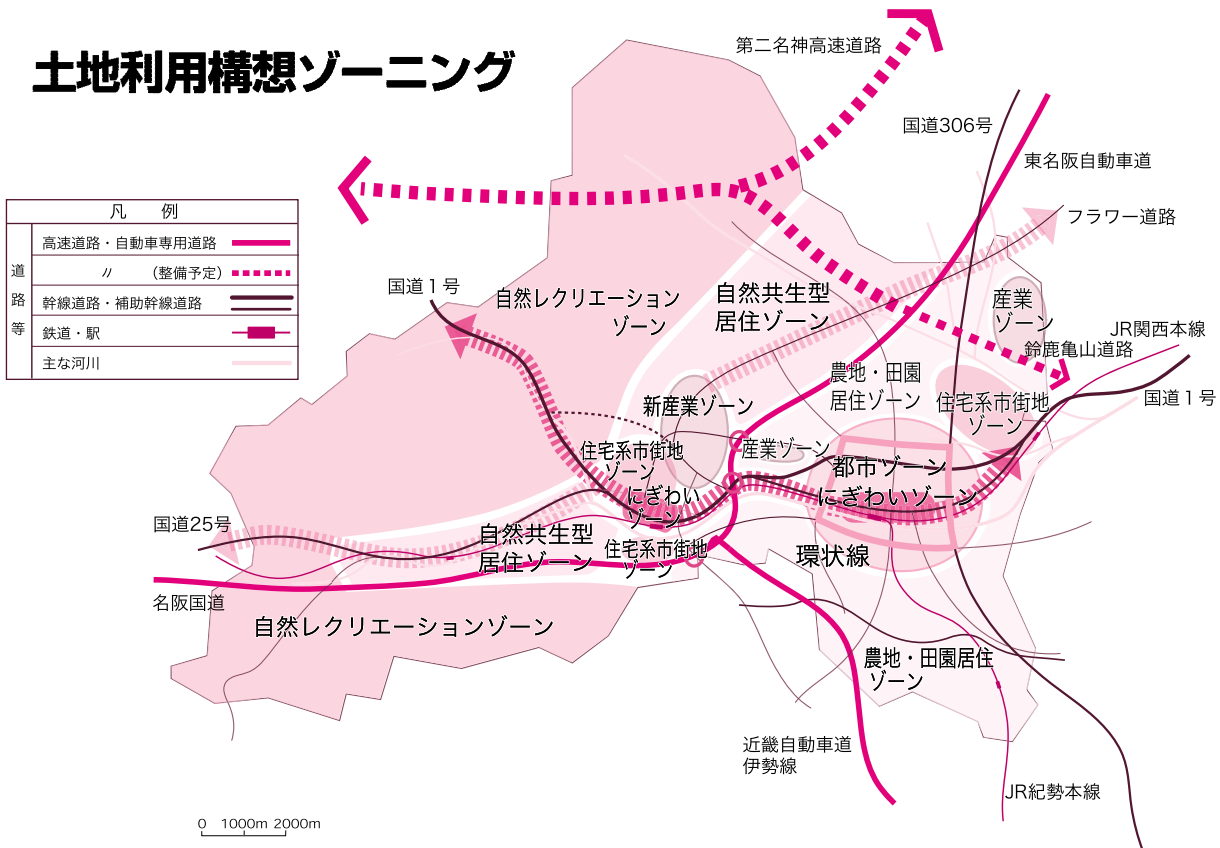 土地利用構想ゾーニング
第二名神高速道路
国道306号
東名阪自動車道
フラワー道路
凡　例
道路等
高速道路・自動車専用道路
〃　（整備予定）
幹線道路・補助幹線道路
鉄道・駅
主な河川
国道１号
自然レクリエーション
ゾーン
自然共生型
居住ゾーン
産業
ゾーン
JR関西本線
鈴鹿亀山道路
国道１号
農地・田園
居住ゾーン
住宅系市街地
ゾーン
新産業ゾーン
産業ゾーン
住宅系市街地
ゾーン
都市ゾーン
にぎわいゾーン
にぎわい
ゾーン
国道25号
自然共生型
居住ゾーン
住宅系市街地
ゾーン
環状線
名阪国道
自然レクリエーションゾーン
農地・田園居住
ゾーン
近畿自動車道
伊勢線
JR紀勢本線
0 1000m 2000m